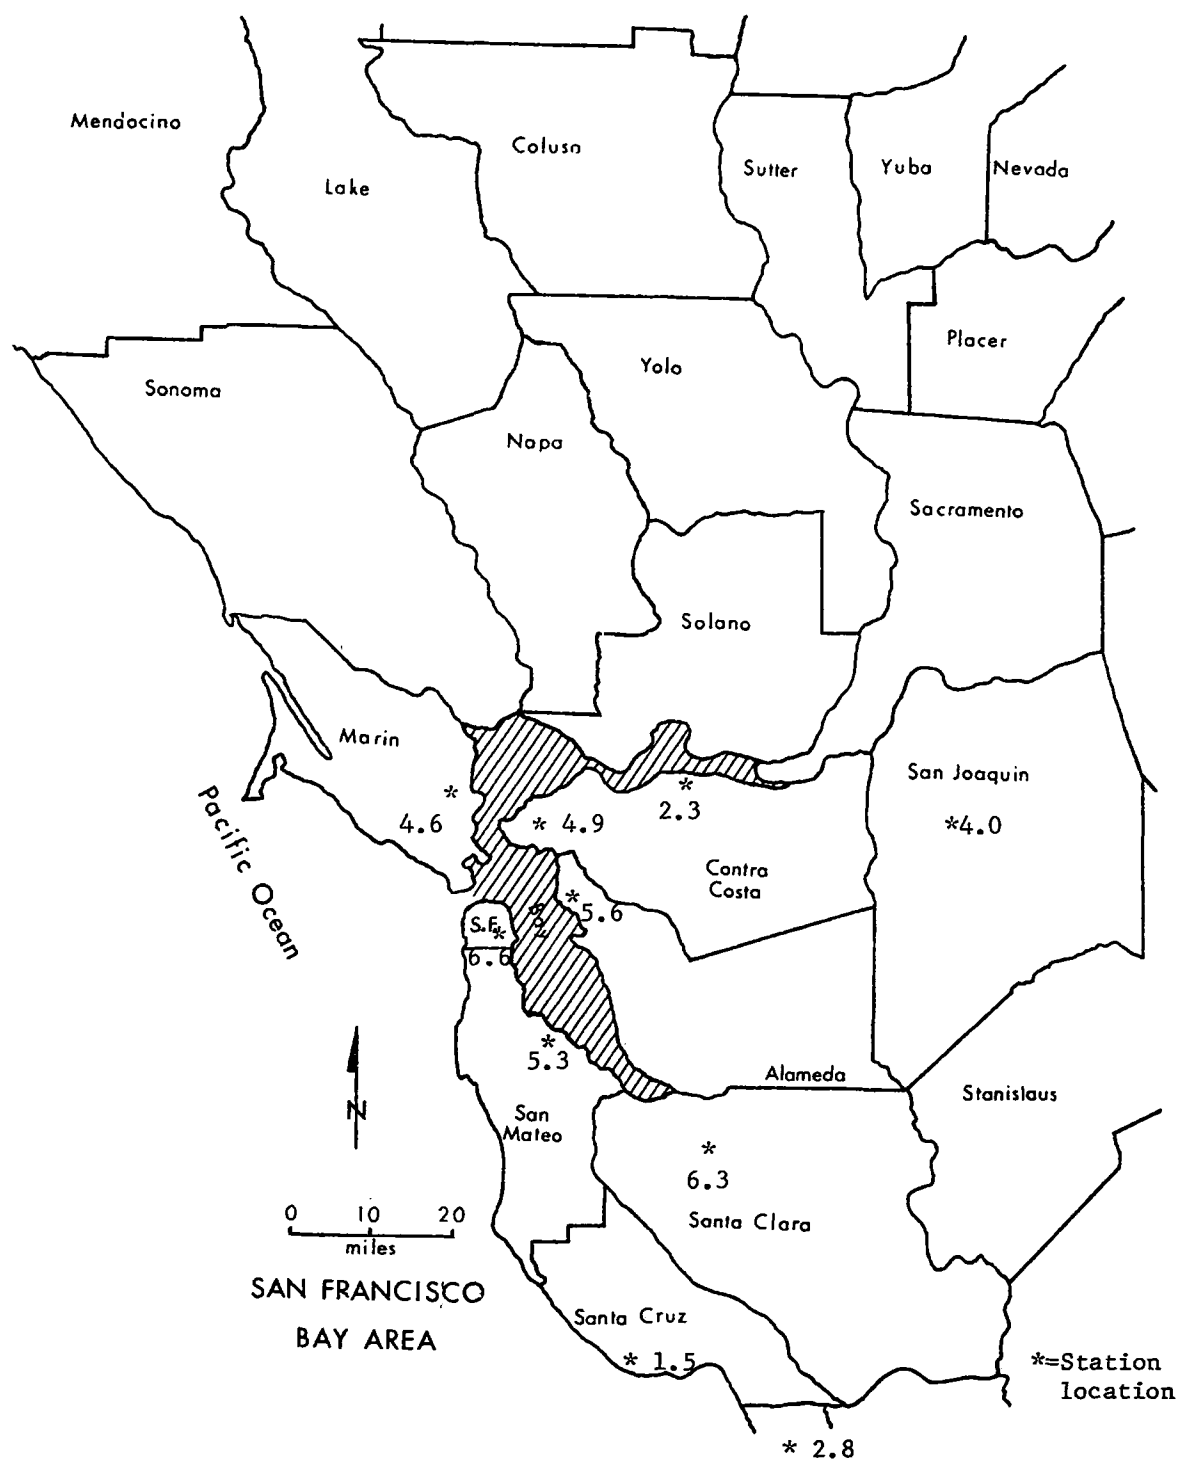 Mendocino
Lake
Colusa
Sutter
Yuba
Nevada
Placer
Sonoma
Yolo
Napa
Sacramento
Solano
Marin
San Joaquin
*4.0
*
4.6
* 4.9
*
2.3
Contra
Costa
Pacific Ocean
*5.6
Bay
S.F.*
6.6
*
5.3
Alameda
Stanislaus
N
San
Mateo
*
6.3
Santa Clara
0 10 20
miles
SAN FRANCISCO
BAY AREA
Santa Cruz
* 1.5
*=Station
location
* 2.8